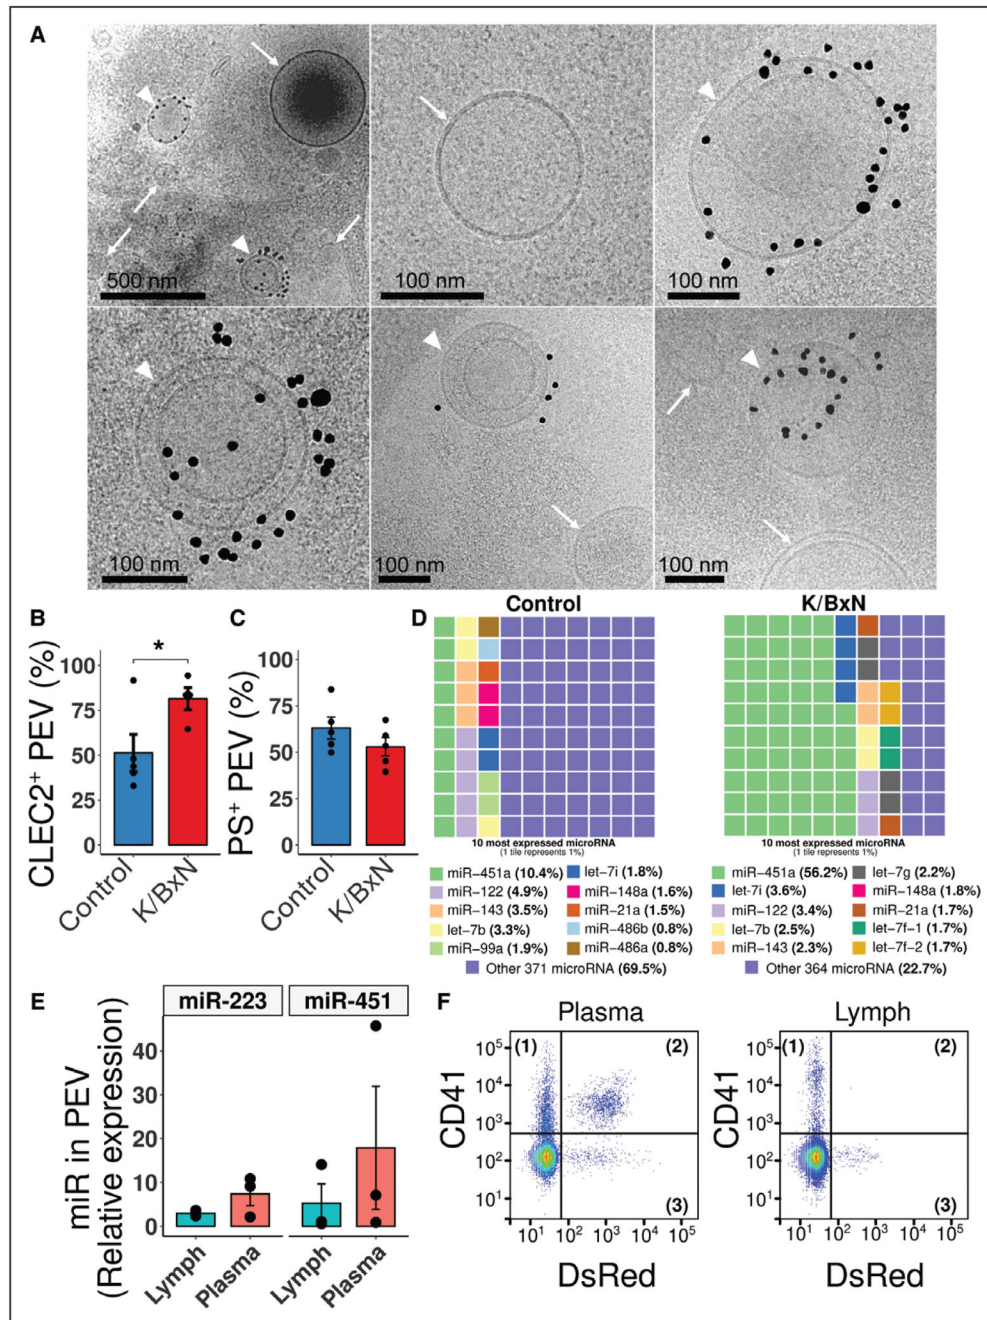 A
500 nm
100 nm
100 nm
100 nm
100 nm
100 nm
B
CLEC2⁺ PEV (%)
*
100
75
50
25
0
Control
K/BxN
C
PS⁺ PEV (%)
100
75
50
25
0
Control
K/BxN
D
Control
10 most expressed microRNA
(1 tile represents 1%)
miR-451a (10.4%)
miR-122 (4.9%)
miR-143 (3.5%)
let-7b (3.3%)
miR-99a (1.9%)
let-7i (1.8%)
miR-148a (1.6%)
miR-21a (1.5%)
miR-486b (0.8%)
miR-486a (0.8%)
Other 371 microRNA (69.5%)
K/BxN
10 most expressed microRNA
(1 tile represents 1%)
miR-451a (56.2%)
let-7i (3.6%)
miR-122 (3.4%)
let-7b (2.5%)
miR-143 (2.3%)
let-7g (2.2%)
miR-148a (1.8%)
miR-21a (1.7%)
let-7f-1 (1.7%)
let-7f-2 (1.7%)
Other 364 microRNA (22.7%)
E
miR in PEV
(Relative expression)
miR-223
miR-451
40
30
20
10
0
Lymph
Plasma
Lymph
Plasma
F
Plasma
CD41
10⁵
10⁴
10³
10²
10¹
(1)
(2)
(3)
10¹ 10² 10³ 10⁴ 10⁵
DsRed
Lymph
CD41
10⁵
10⁴
10³
10²
10¹
(1)
(2)
(3)
10¹ 10² 10³ 10⁴ 10⁵
DsRed